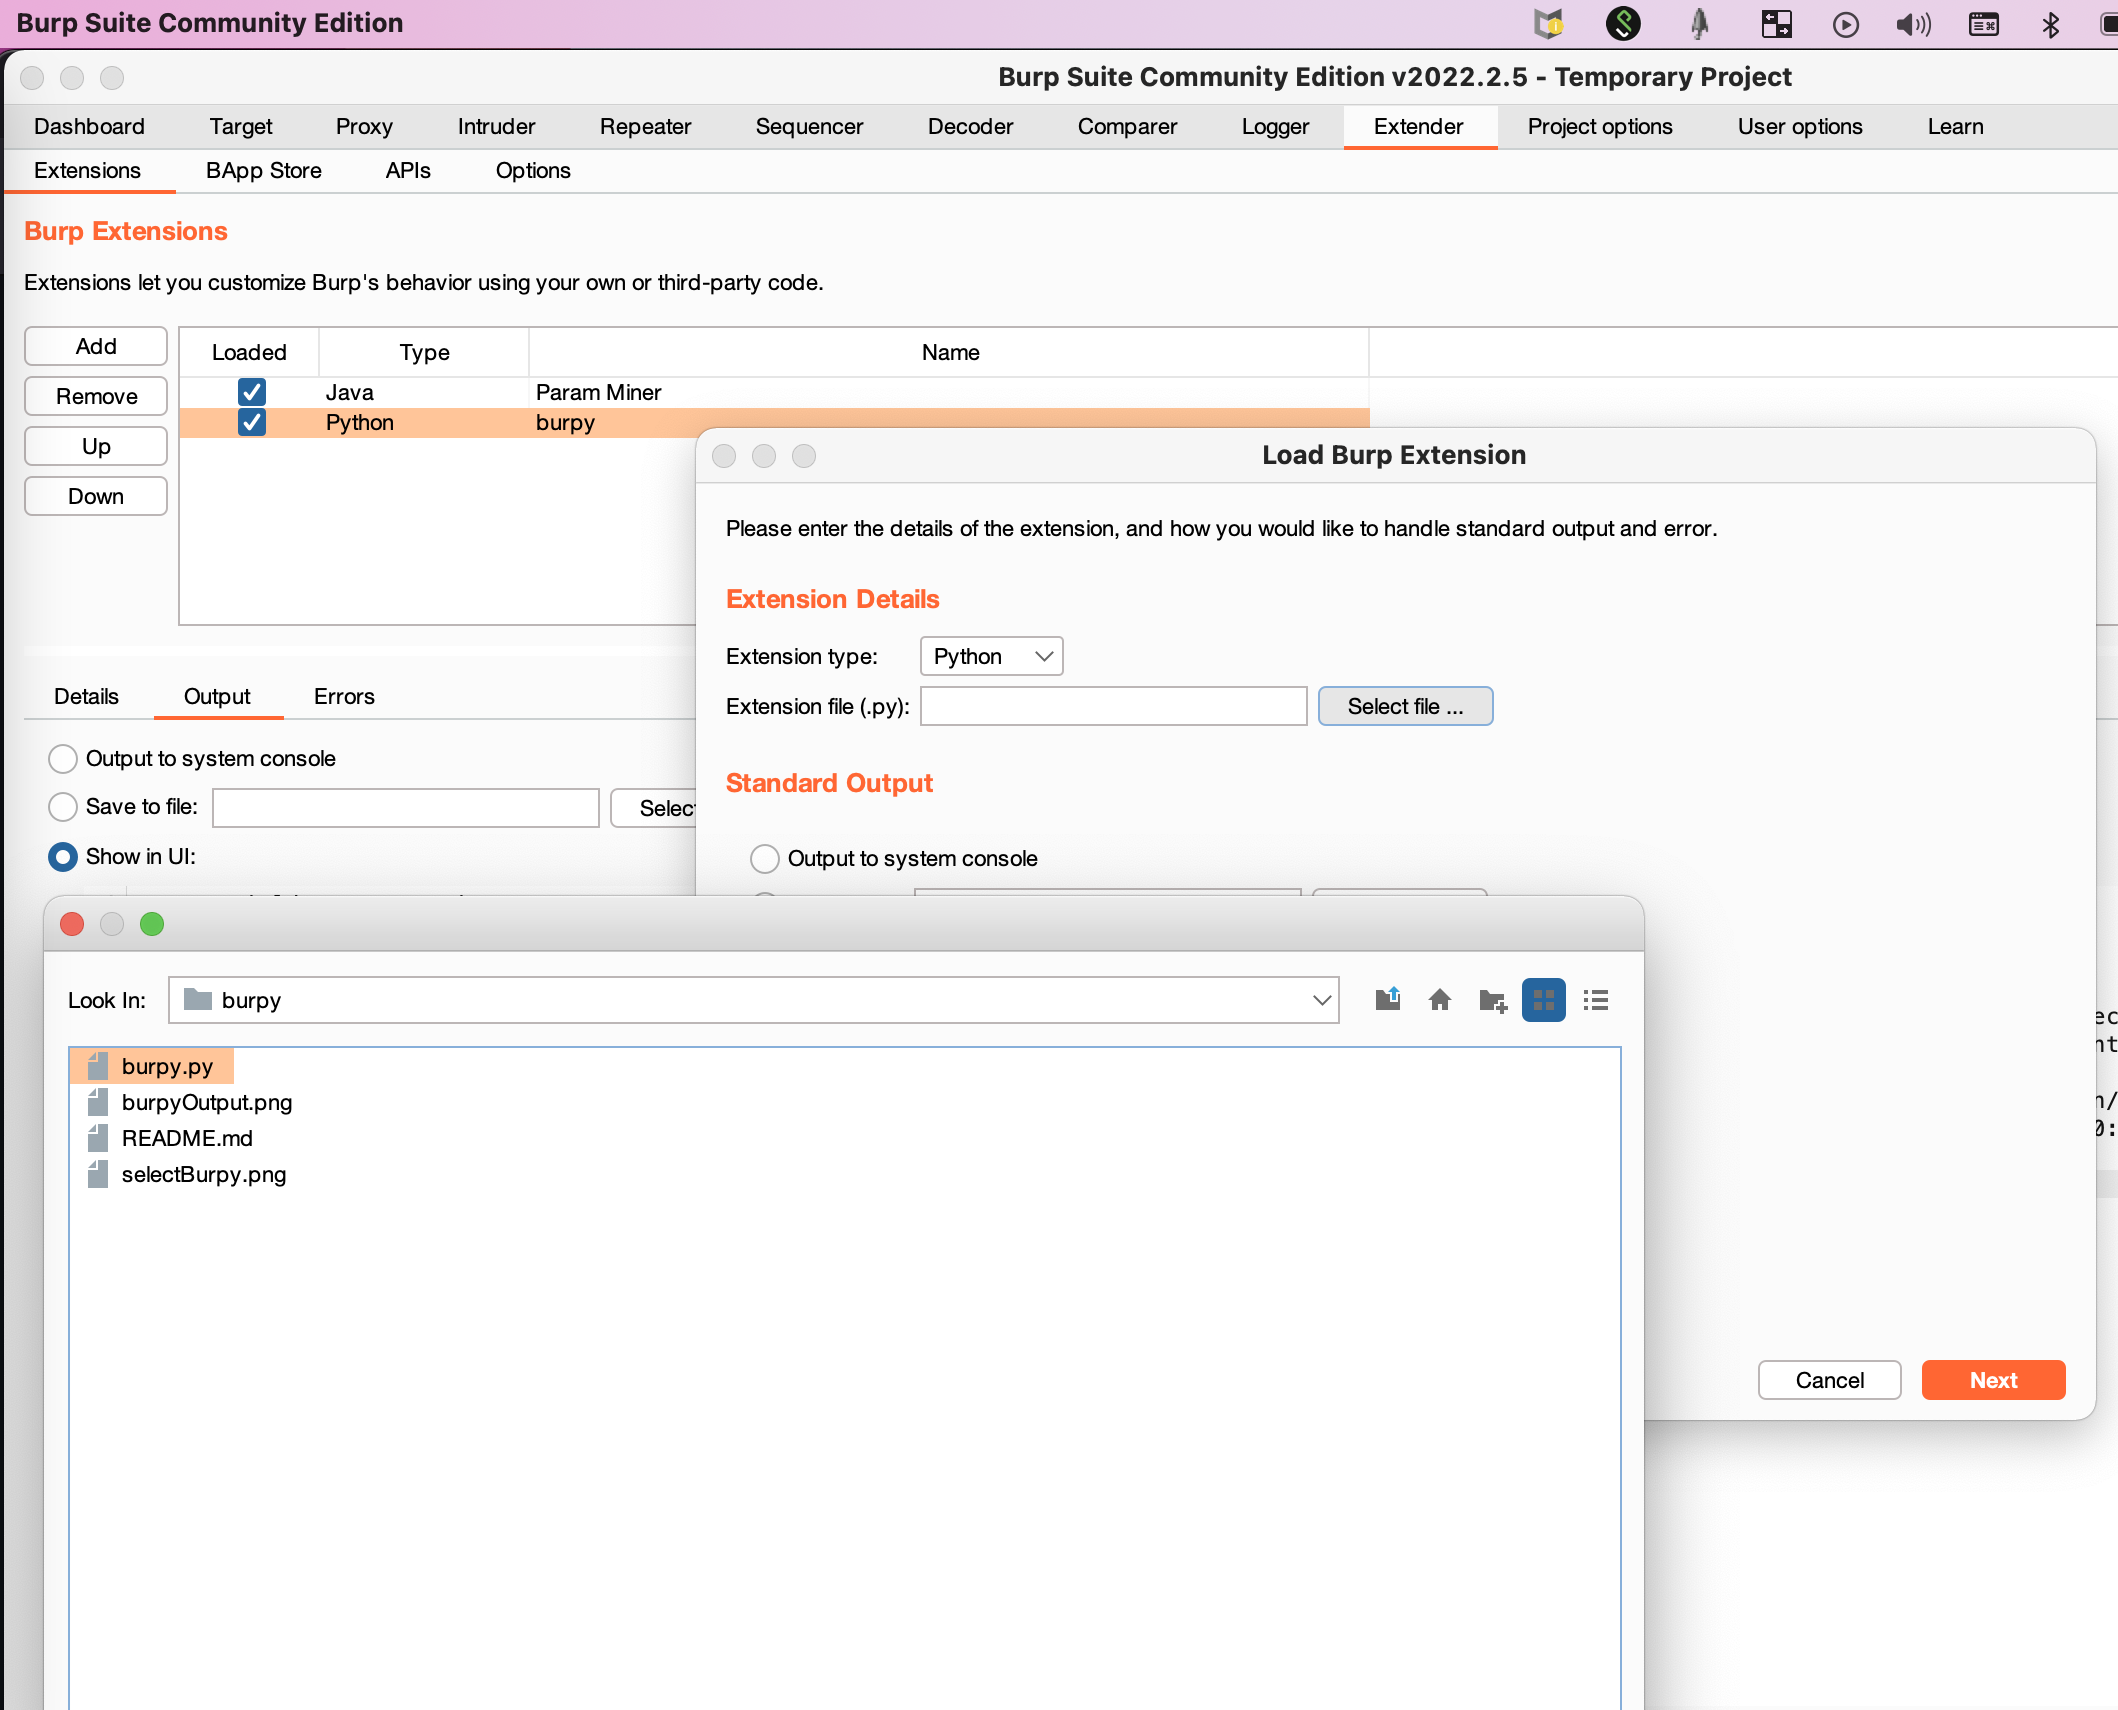 Burp Suite Community Edition
Burp Suite Community Edition v2022.2.5 - Temporary Project
Dashboard Target Proxy Intruder Repeater Sequencer Decoder Comparer Logger Extender Project options User options Learn
Extensions BApp Store APIs Options
Burp Extensions
Extensions let you customize Burp's behavior using your own or third-party code.
Add
Remove
Up
Down
Loaded Type Name
Java Param Miner
Python burpy
Load Burp Extension
Please enter the details of the extension, and how you would like to handle standard output and error.
Extension Details
Extension type: Python
Extension file (.py): Select file ...
Standard Output
Output to system console
Details Output Errors
Output to system console
Save to file: Select
Show in UI:
Look In: burpy
burpy.py
burpyOutput.png
README.md
selectBurpy.png
Cancel Next